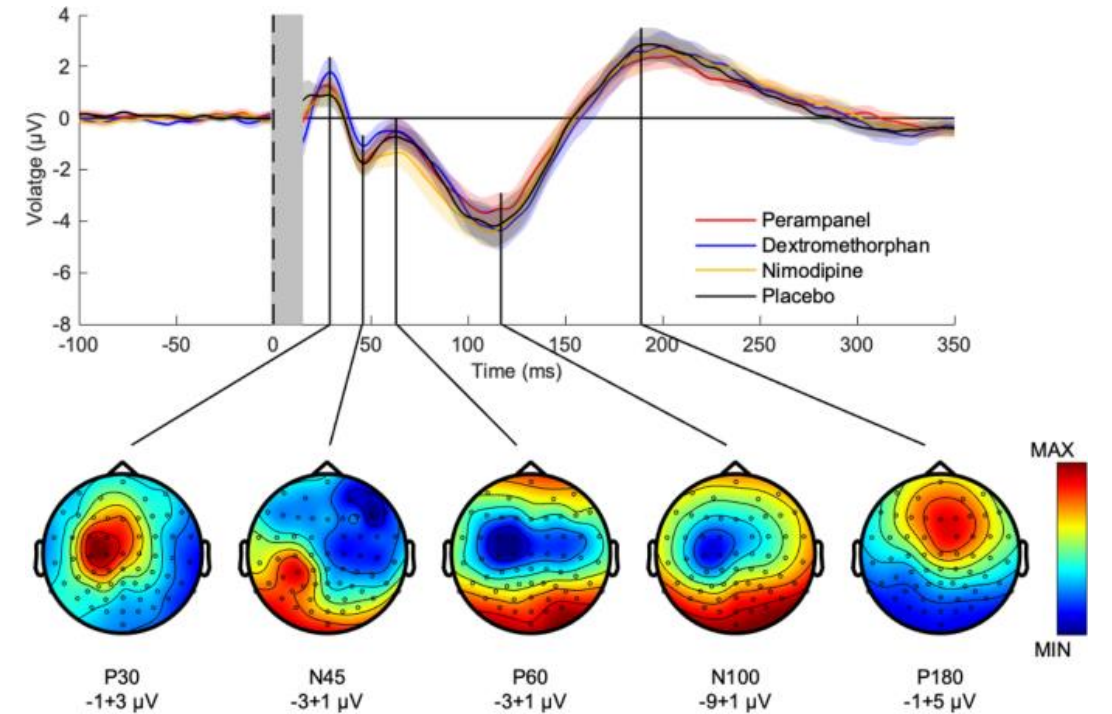 4
2
0
-2
-4
-6
-8
Volatge (µV)
-100 -50 0 50 100 150 200 250 300 350
Time (ms)
Perampanel
Dextromethorphan
Nimodipine
Placebo
MAX
MIN
P30 N45 P60 N100 P180
-1+3 µV -3+1 µV -3+1 µV -9+1 µV -1+5 µV